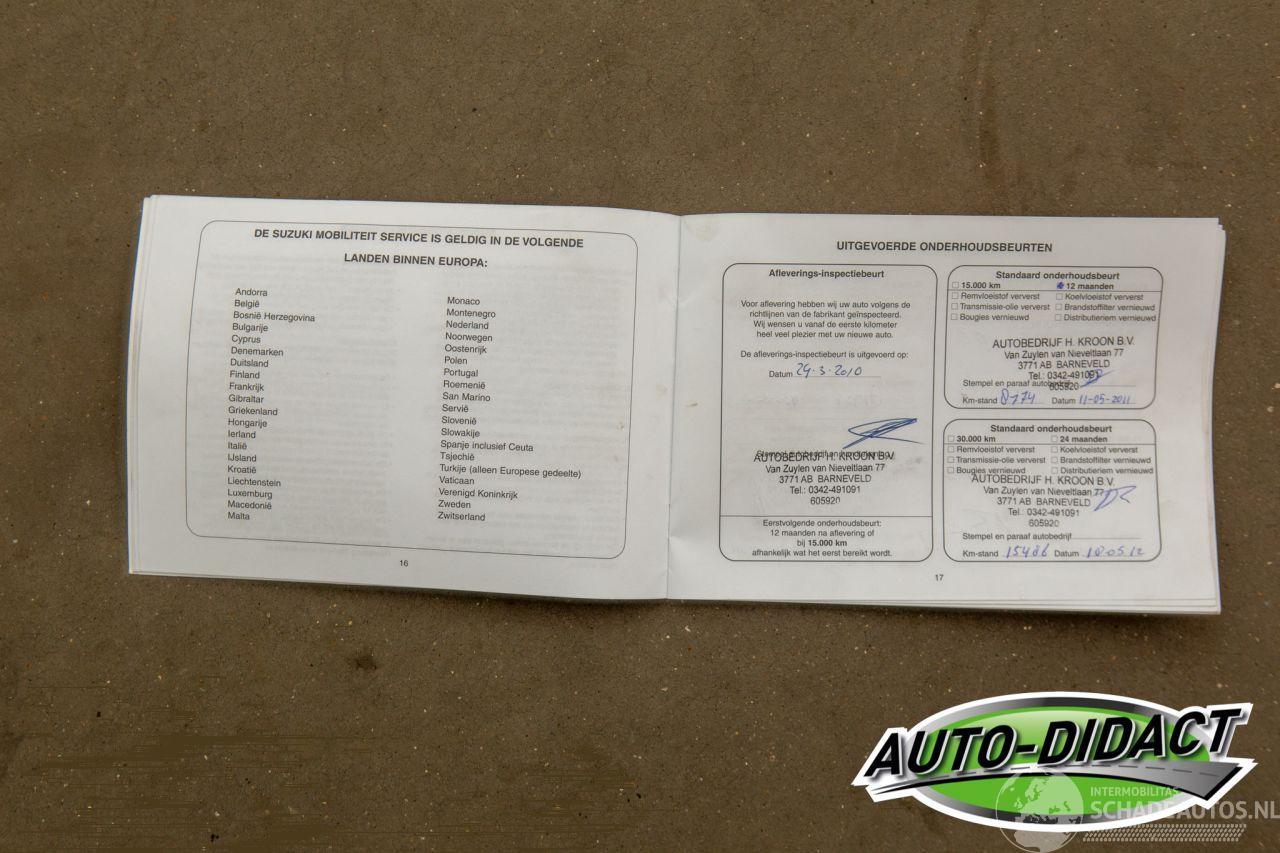 DE SUZUKI MOBILITEIT SERVICE IS GELDIG IN DE VOLGENDE
LANDEN BINNEN EUROPA:
Andorra
België
Bosnië Herzegovina
Bulgarije
Cyprus
Denemarken
Duitsland
Finland
Frankrijk
Gibraltar
Griekenland
Hongarije
Ierland
Italië
IJsland
Kroatië
Liechtenstein
Luxemburg
Macedonië
Malta
Monaco
Montenegro
Nederland
Noorwegen
Oostenrijk
Polen
Portugal
Roemenië
San Marino
Servië
Slovenië
Slowakije
Spanje inclusief Ceuta
Tsjechië
Turkije (alleen Europese gedeelte)
Vaticaan
Verenigd Koninkrijk
Zweden
Zwitserland
16
UITGEVOERDE ONDERHOUDSBEURTEN
Afleverings-inspectiebeurt
Voor aflevering hebben wij uw auto volgens de
richtlijnen van de fabrikant geïnspecteerd.
Wij wensen u vanaf de eerste kilometer
heel veel plezier met uw nieuwe auto.
De afleverings-inspectiebeurt is uitgevoerd op:
Datum 29-3-2010
AUTOBEDRIJF H. KROON B.V.
Van Zuylen van Nieveltlaan 77
3771 AB BARNEVELD
Tel.: 0342-491091
605920
Eerstvolgende onderhoudsbeurt:
12 maanden na aflevering of
bij 15.000 km
afhankelijk wat het eerst bereikt wordt.
Standaard onderhoudsbeurt
15.000 km 12 maanden
Remvloeistof ververst Koelvloeistof ververst
Transmissie-olie ververst Brandstoffilter vernieuwd
Bougies vernieuwd Distributieriem vernieuwd
AUTOBEDRIJF H. KROON B.V.
Van Zuylen van Nieveltlaan 77
3771 AB BARNEVELD
Tel.: 0342-491091
Stempel en paraaf autobedrijf
605920
Km-stand 8174 Datum 11-05-2011
Standaard onderhoudsbeurt
30.000 km 24 maanden
Remvloeistof ververst Koelvloeistof ververst
Transmissie-olie ververst Brandstoffilter vernieuwd
Bougies vernieuwd Distributieriem vernieuwd
AUTOBEDRIJF H. KROON B.V.
Van Zuylen van Nieveltlaan 77
3771 AB BARNEVELD
Tel.: 0342-491091
605920
Stempel en paraaf autobedrijf
Km-stand 15486 Datum 10-05-12
17
AUTO-DIDACT
INTERMOBILITAS
SCHADEAUTOS.NL